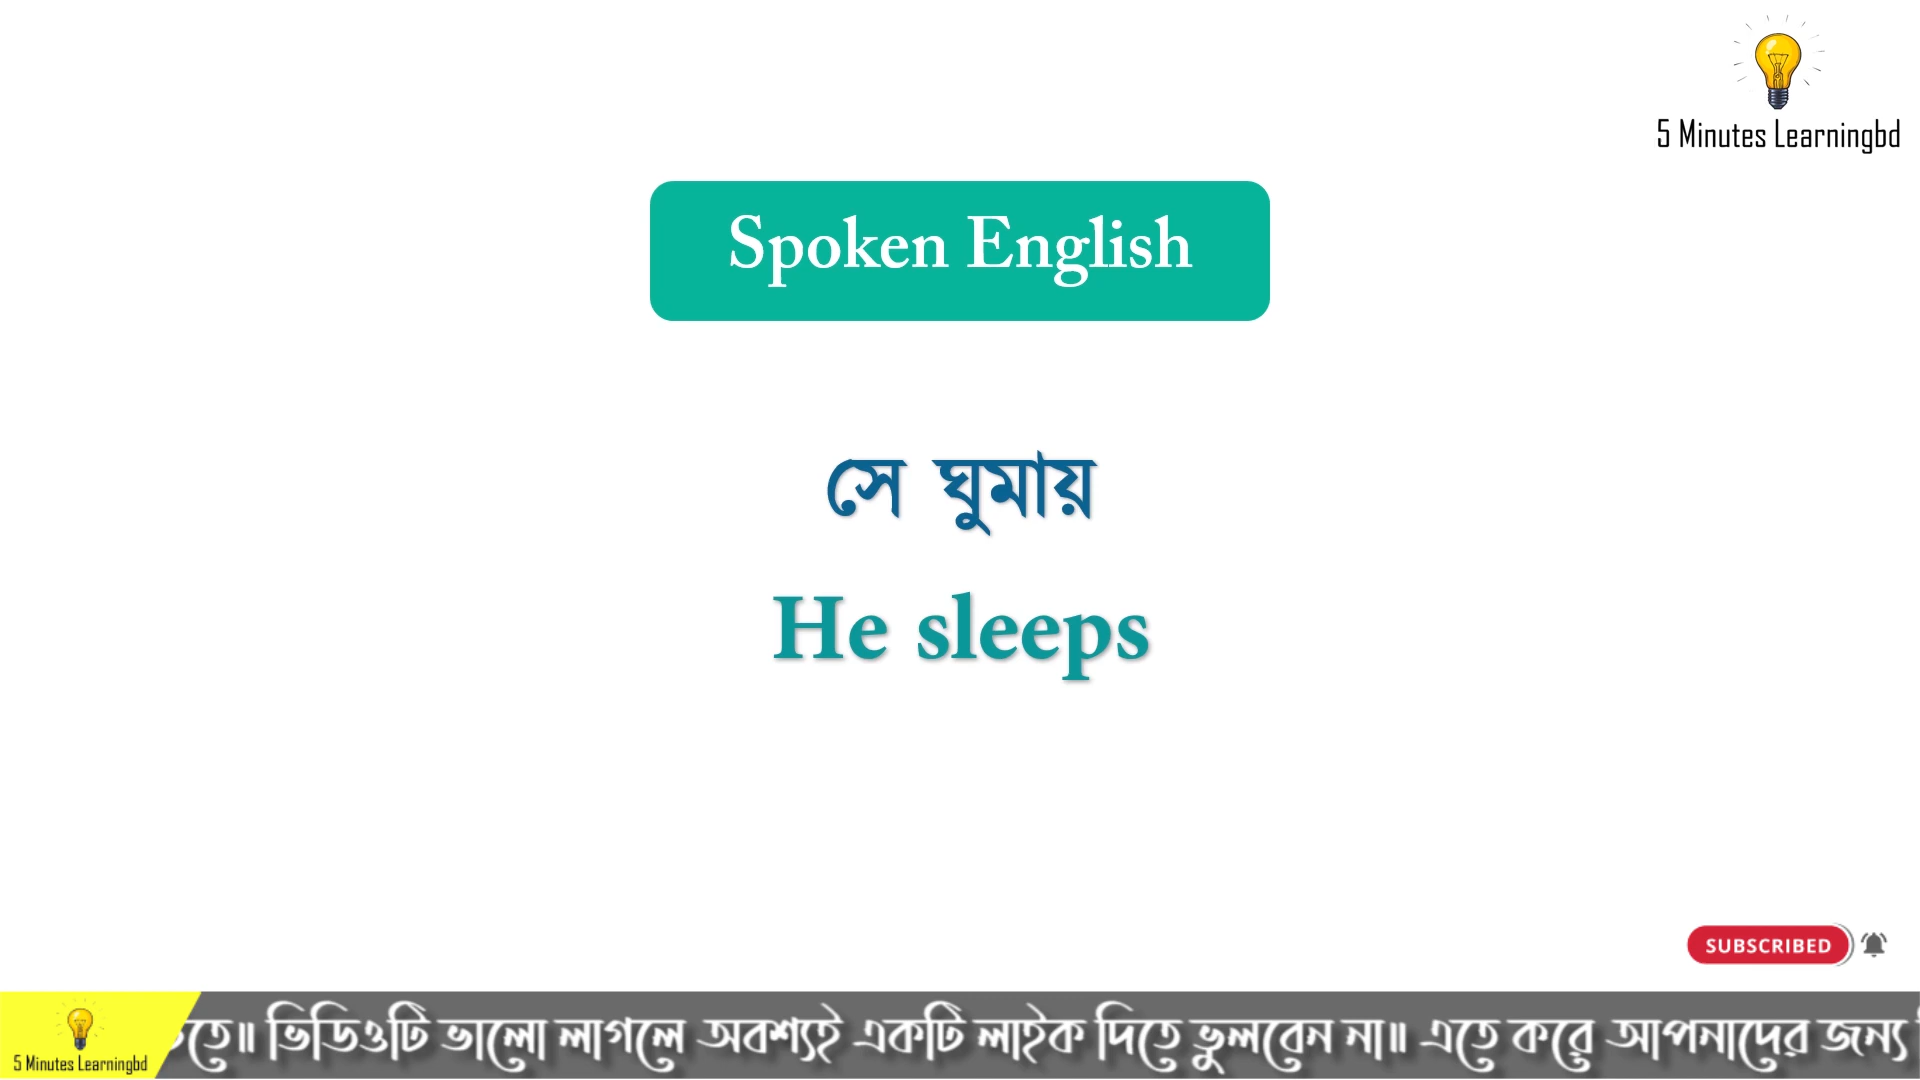 5 Minutes Learningbd
Spoken English
সে ঘুমায়
He sleeps
SUBSCRIBED
5 Minutes Learningbd
ভিডিওটি ভালো লাগলে অবশ্যই একটি লাইক দিতে ভুলবেন না॥ এতে করে আপনাদের জন্য